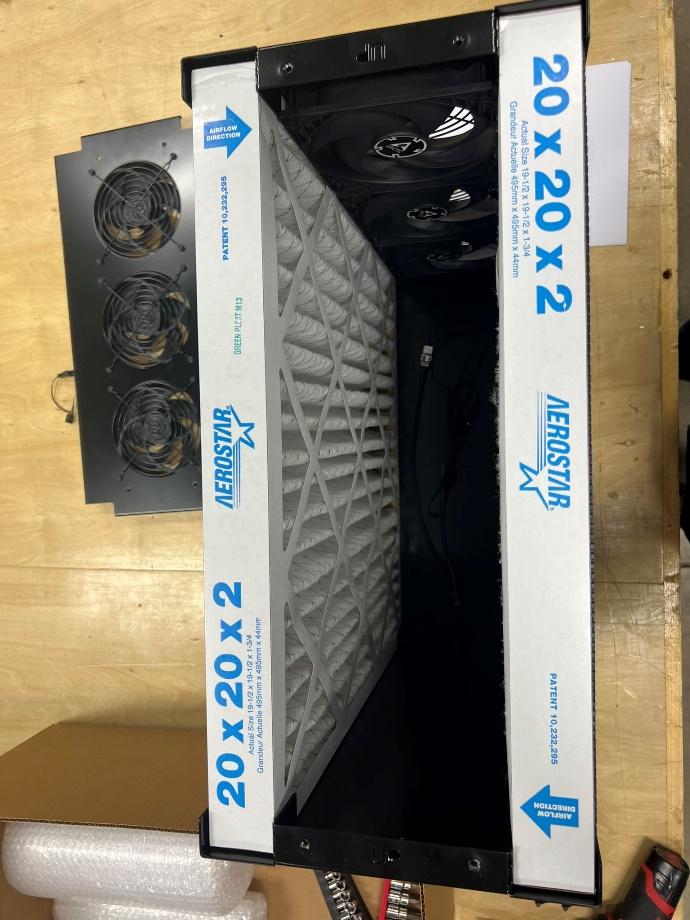 AIRFLOW
DIRECTION
PATENT 10,232,295
GREEN PLEAT M13
AEROSTAR®
20 x 20 x 2
Actual Size 19-1/2 x 19-1/2 x 1-3/4
Grandeur Actuelle 495mm x 495mm x 44mm
20 x 20 x 2
Actual Size 19-1/2 x 19-1/2 x 1-3/4
Grandeur Actuelle 495mm x 495mm x 44mm
AEROSTAR®
PATENT 10,232,295
AIRFLOW
DIRECTION